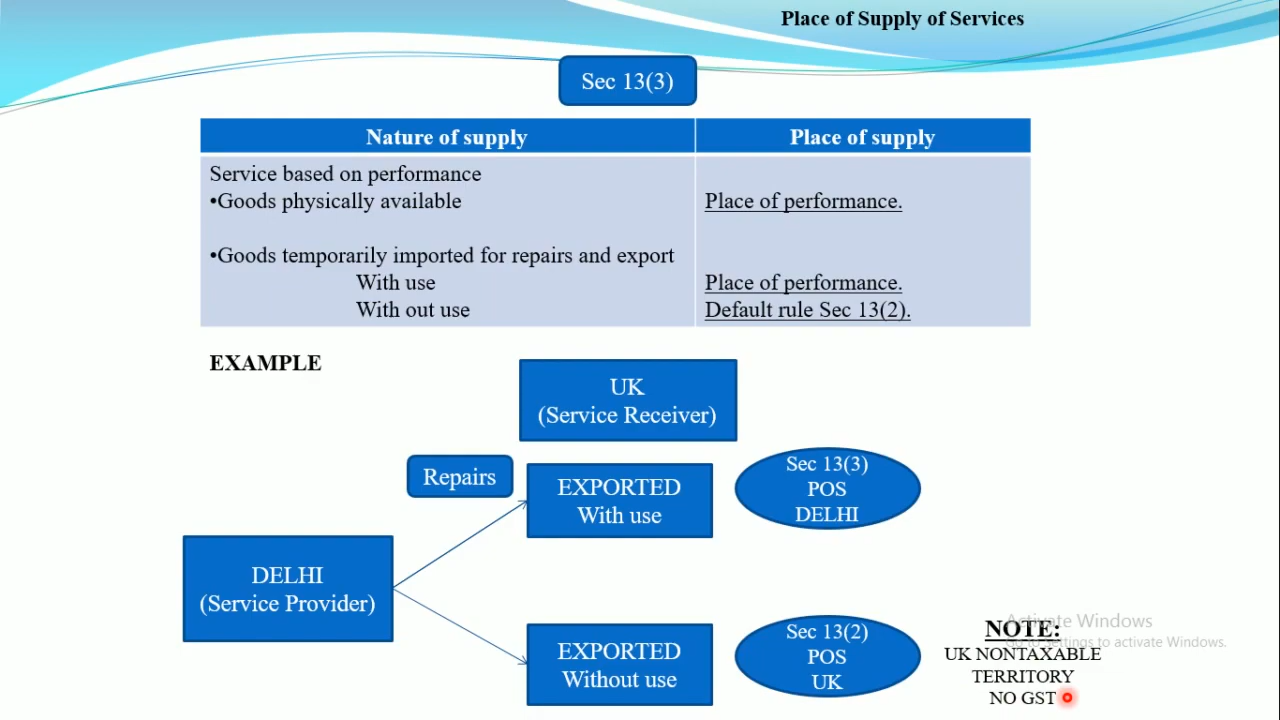 Place of Supply of Services
Sec 13(3)
Nature of supply
Place of supply
Service based on performance
•Goods physically available
Place of performance.
•Goods temporarily imported for repairs and export
With use
Place of performance.
With out use
Default rule Sec 13(2).
EXAMPLE
UK
(Service Receiver)
Repairs
EXPORTED
With use
Sec 13(3)
POS
DELHI
DELHI
(Service Provider)
EXPORTED
Without use
Sec 13(2)
POS
UK
Activate Windows
Go to Settings to activate Windows.
NOTE:
UK NONTAXABLE
TERRITORY
NO GST